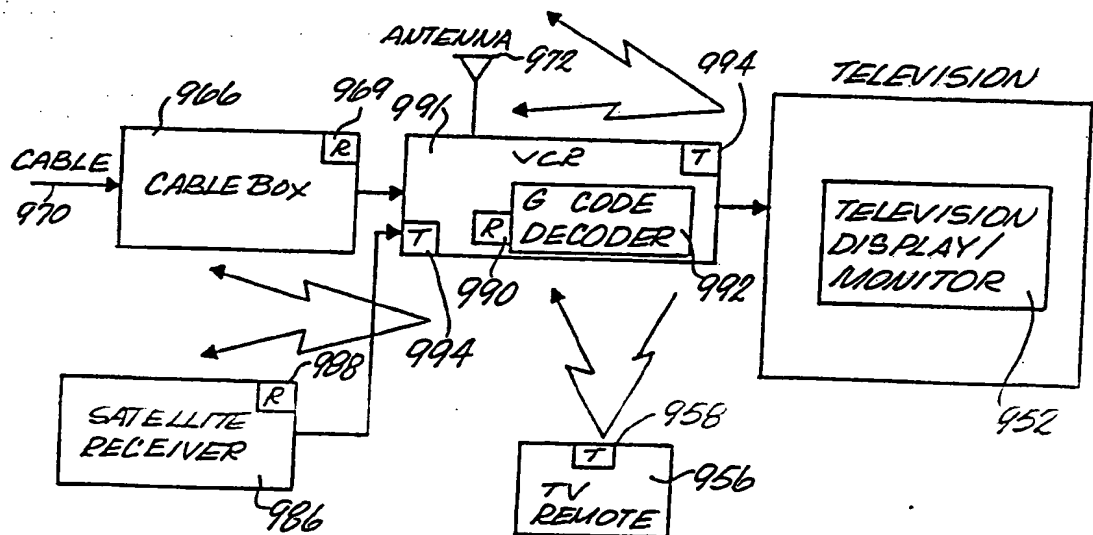 ANTENNA
972
994
TELEVISION
966
969
991
R
VCR
T
CABLE
970
CABLE BOX
G CODE
DECODER
R
T
990
992
994
TELEVISION
DISPLAY/
MONITOR
952
988
R
SATELLITE
RECEIVER
986
958
T
956
TV
REMOTE